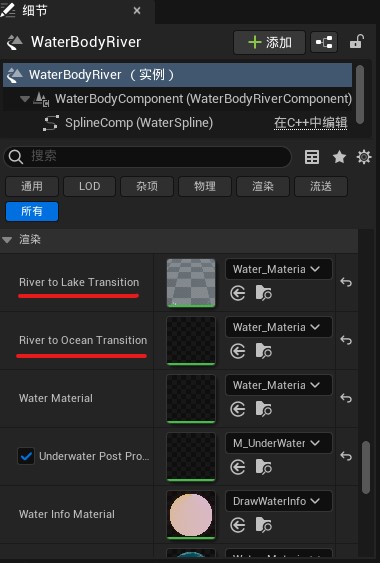 细节
WaterBodyRiver
添加
WaterBodyRiver （实例）
WaterBodyComponent (WaterBodyRiverComponent)
SplineComp (WaterSpline)
在C++中编辑
搜索
通用
LOD
杂项
物理
渲染
流送
所有
渲染
River to Lake Transition
Water_Materia
River to Ocean Transition
Water_Materia
Water Material
Water_Materia
Underwater Post Pro...
M_UnderWater
Water Info Material
DrawWaterInfo